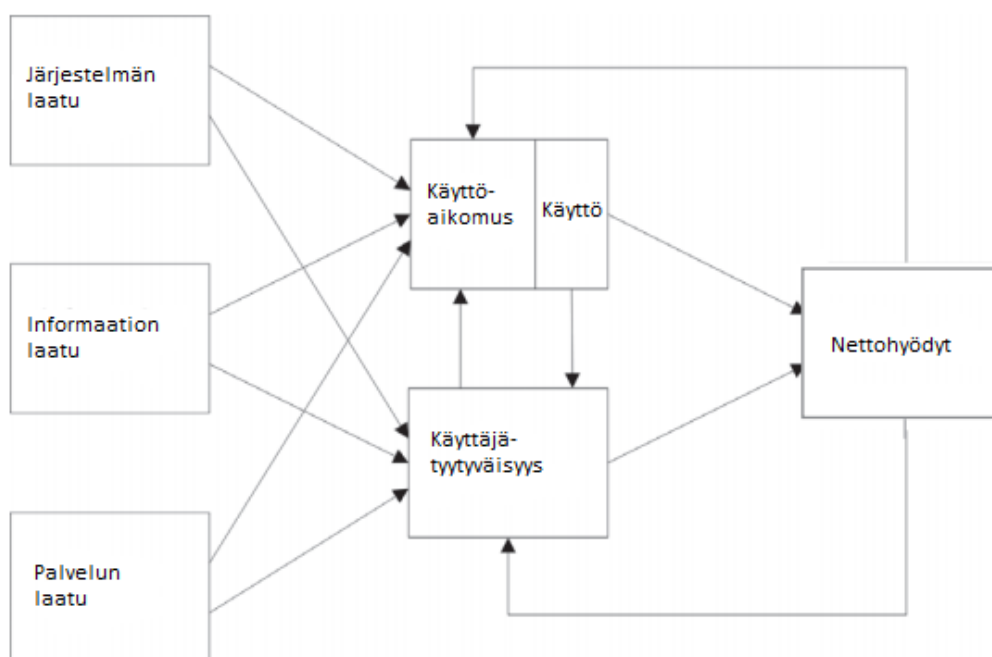 Järjestelmän
laatu
Informaation
laatu
Palvelun
laatu
Käyttö-
aikomus
Käyttö
Käyttäjä-
tyytyväisyys
Nettohyödyt